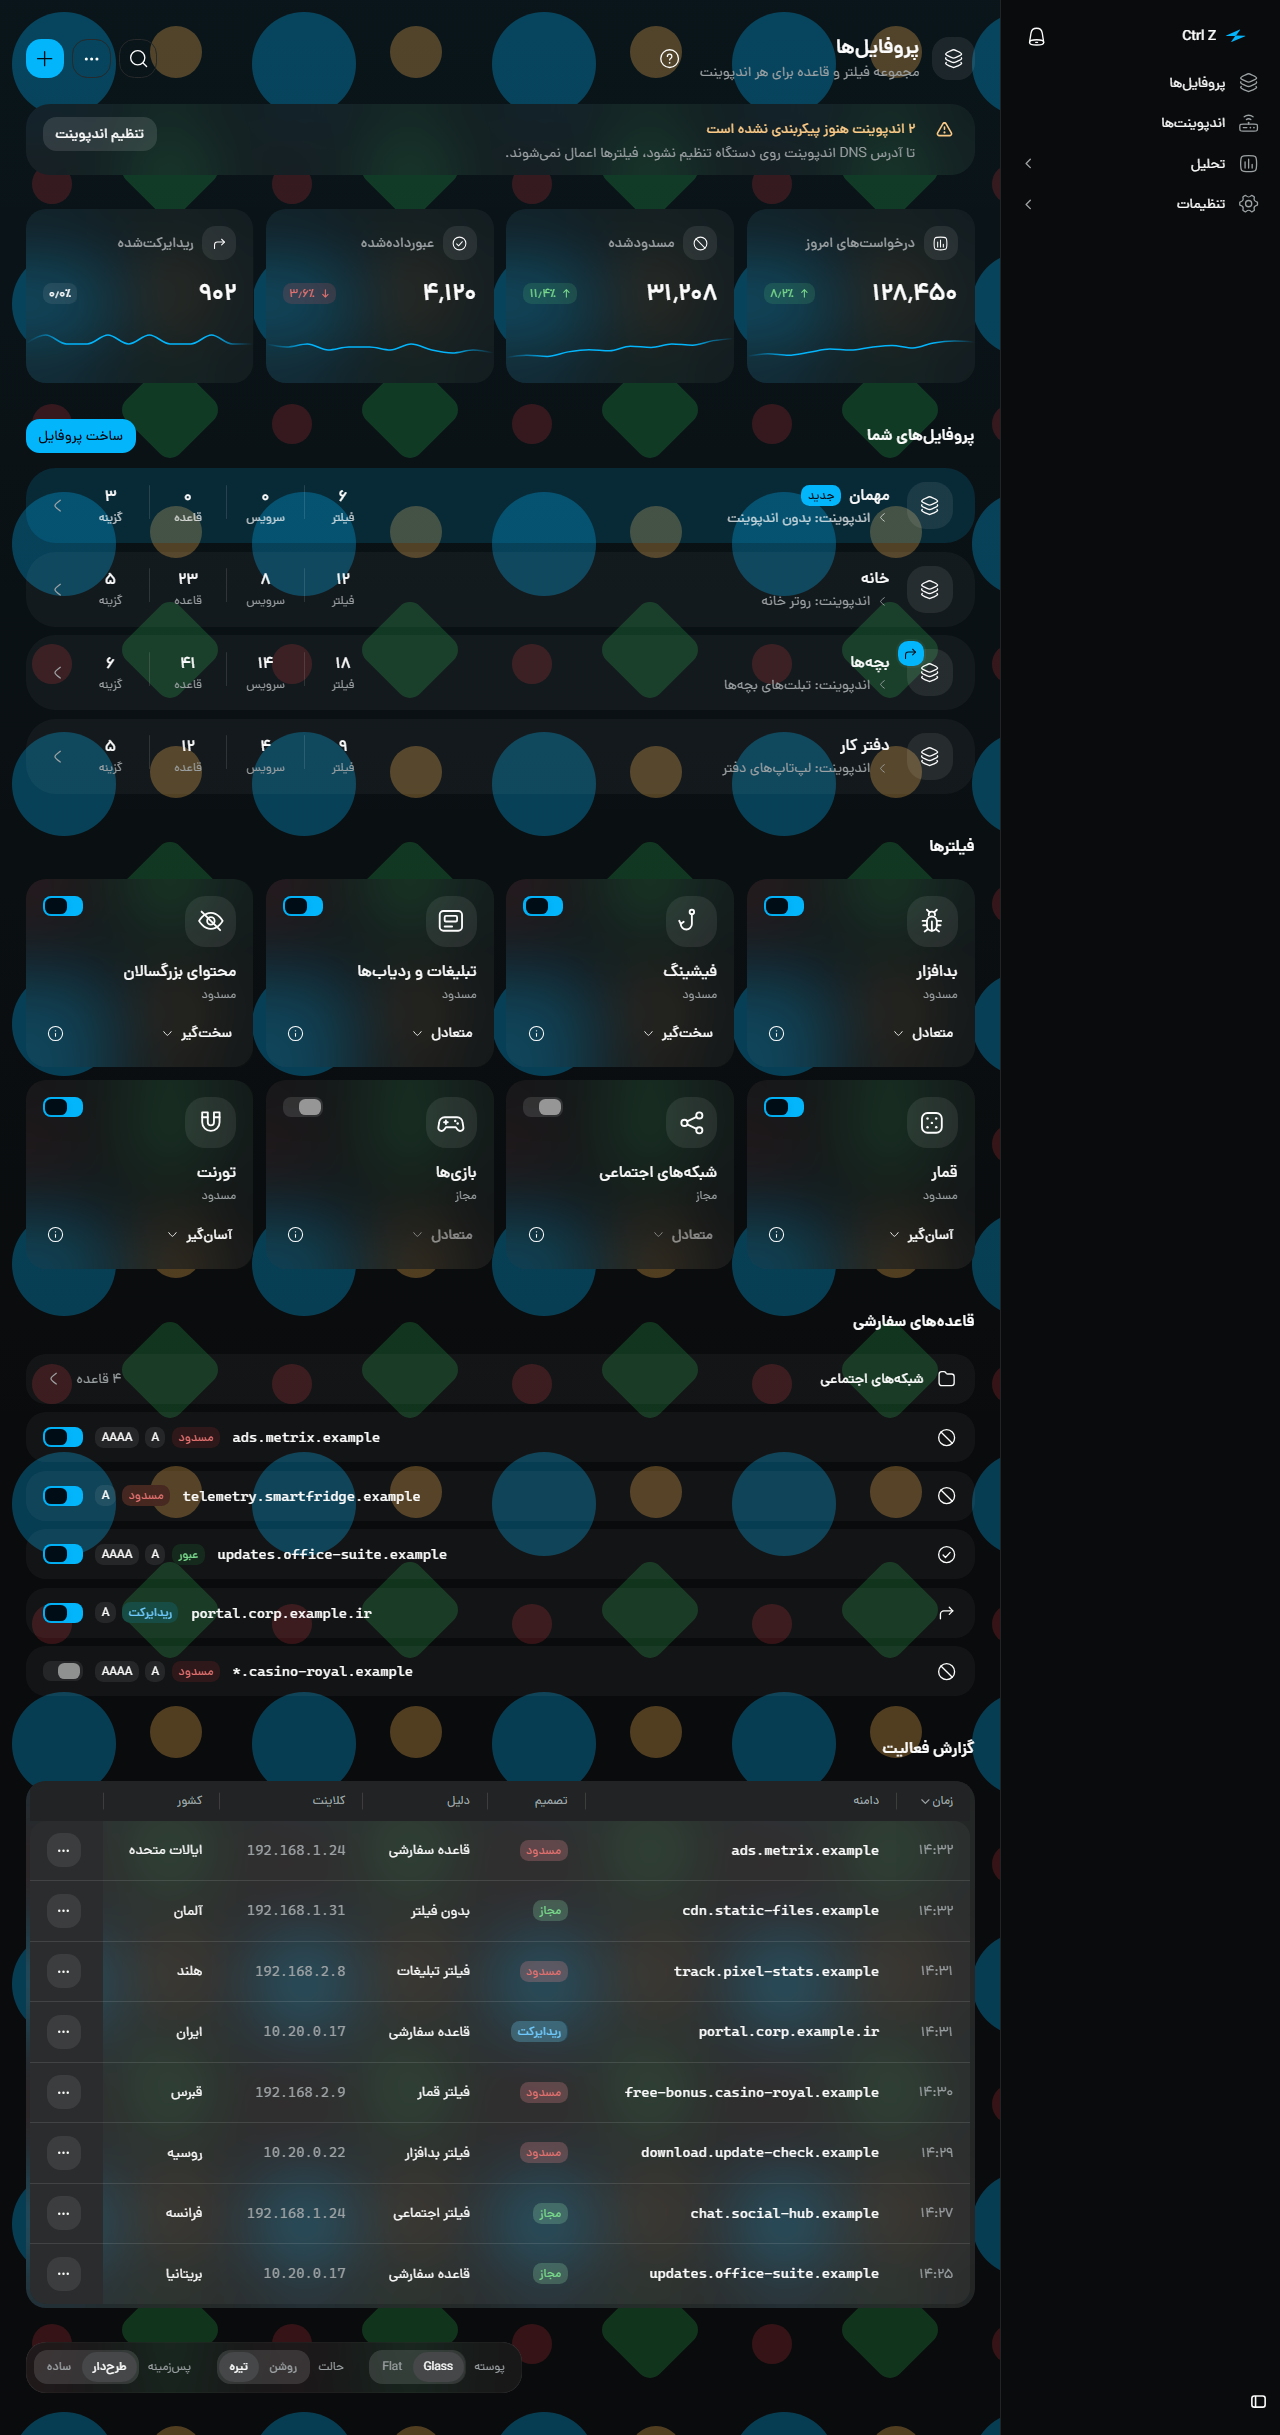 Ctrl Z
پروفایل‌ها
اندپوینت‌ها
تحلیل
تنظیمات
پروفایل‌ها
مجموعه فیلتر و قاعده برای هر اندپوینت
۲ اندپوینت هنوز پیکربندی نشده است
تا آدرس DNS اندپوینت روی دستگاه تنظیم نشود، فیلترها اعمال نمی‌شوند.
تنظیم اندپوینت
درخواست‌های امروز
۱۲۸,۴۵۰
۸٫۲٪
مسدودشده
۳۱,۲۰۸
۱۱٫۴٪
عبورداده‌شده
۴,۱۲۰
۳٫۶٪
ریدایرکت‌شده
۹۰۲
۰٫۰٪
پروفایل‌های شما
ساخت پروفایل
مهمان جدید
اندپوینت: بدون اندپوینت
۶ ۰ ۰ ۳
فیلتر سرویس قاعده گزینه
خانه
اندپوینت: روتر خانه
۱۲ ۸ ۲۳ ۵
فیلتر سرویس قاعده گزینه
بچه‌ها
اندپوینت: تبلت‌های بچه‌ها
۱۸ ۱۴ ۴۱ ۶
فیلتر سرویس قاعده گزینه
دفتر کار
اندپوینت: لپ‌تاپ‌های دفتر
۹ ۴ ۱۲ ۵
فیلتر سرویس قاعده گزینه
فیلترها
بدافزار
مسدود
متعادل
فیشینگ
مسدود
سخت‌گیر
تبلیغات و ردیاب‌ها
مسدود
متعادل
محتوای بزرگسالان
مسدود
سخت‌گیر
قمار
مسدود
آسان‌گیر
شبکه‌های اجتماعی
مجاز
متعادل
بازی‌ها
مجاز
متعادل
تورنت
مسدود
آسان‌گیر
قاعده‌های سفارشی
شبکه‌های اجتماعی ۴ قاعده
ads.metrix.example مسدود A AAAA
telemetry.smartfridge.example مسدود A
updates.office-suite.example عبور A AAAA
portal.corp.example.ir ریدایرکت A
*.casino-royal.example مسدود A AAAA
گزارش فعالیت
زمان دامنه تصمیم دلیل کلاینت کشور
۱۴:۳۲ ads.metrix.example مسدود قاعده سفارشی 192.168.1.24 ایالات متحده
۱۴:۳۲ cdn.static-files.example مجاز بدون فیلتر 192.168.1.31 آلمان
۱۴:۳۱ track.pixel-stats.example مسدود فیلتر تبلیغات 192.168.2.8 هلند
۱۴:۳۱ portal.corp.example.ir ریدایرکت قاعده سفارشی 10.20.0.17 ایران
۱۴:۳۰ free-bonus.casino-royal.example مسدود فیلتر قمار 192.168.2.9 قبرس
۱۴:۲۹ download.update-check.example مسدود فیلتر بدافزار 10.20.0.22 روسیه
۱۴:۲۷ chat.social-hub.example مجاز فیلتر اجتماعی 192.168.1.24 فرانسه
۱۴:۲۵ updates.office-suite.example مجاز قاعده سفارشی 10.20.0.17 بریتانیا
پوسته Glass Flat حالت روشن تیره پس‌زمینه طرح‌دار ساده